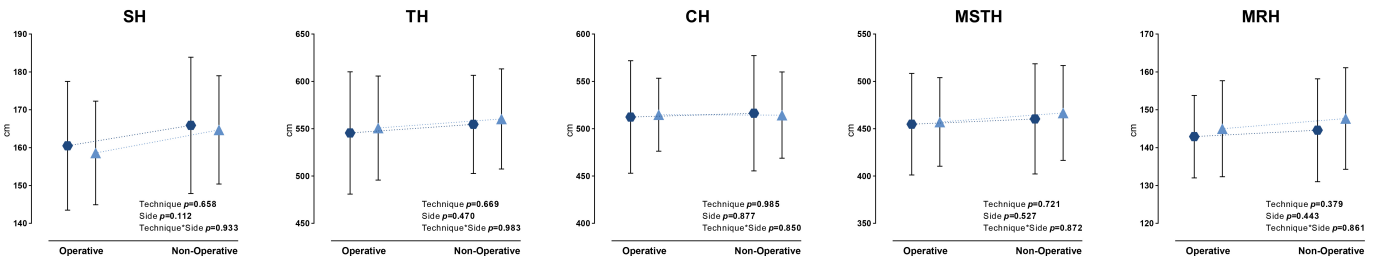 SH
190
180
170
160
150
140
cm
Technique p=0.658
Side p=0.112
Technique*Side p=0.933
Operative Non-Operative
TH
650
600
550
500
450
cm
Technique p=0.669
Side p=0.470
Technique*Side p=0.983
Operative Non-Operative
CH
600
550
500
450
400
cm
Technique p=0.985
Side p=0.877
Technique*Side p=0.850
Operative Non-Operative
MSTH
550
500
450
400
350
cm
Technique p=0.721
Side p=0.527
Technique*Side p=0.872
Operative Non-Operative
MRH
170
160
150
140
130
120
cm
Technique p=0.379
Side p=0.443
Technique*Side p=0.861
Operative Non-Operative